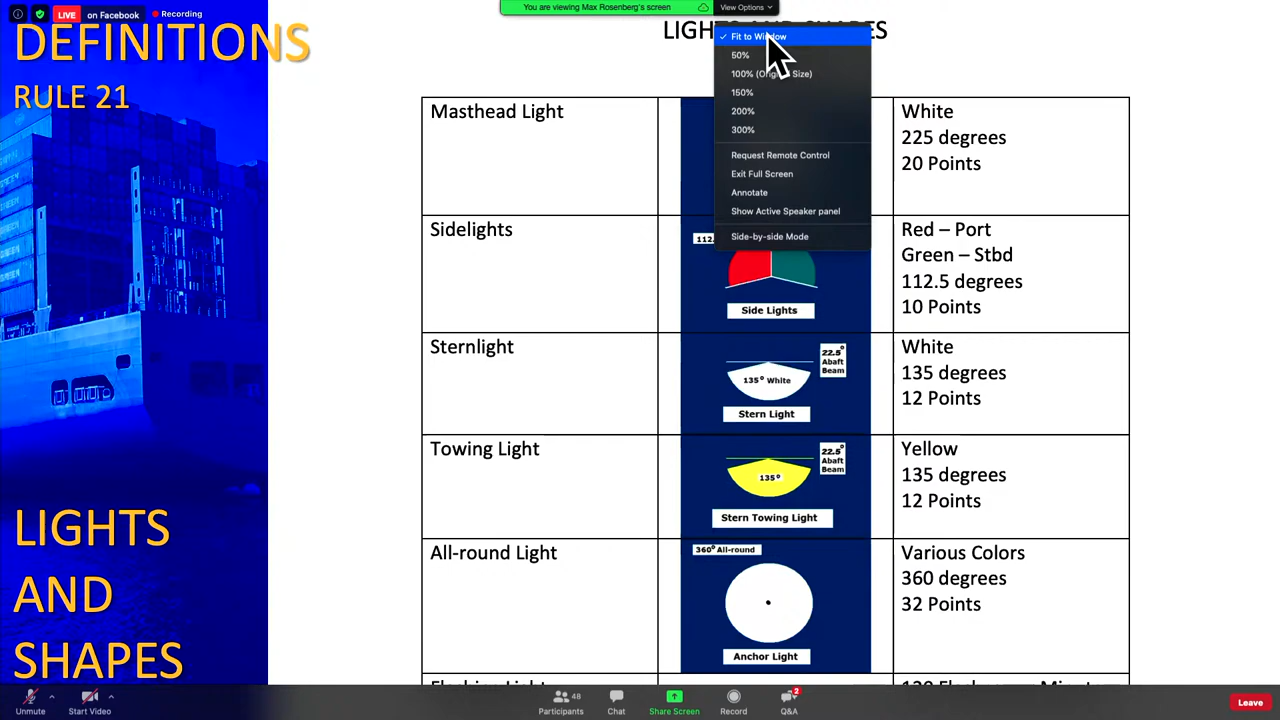 LIVE on Facebook
Recording
You are viewing Max Rosenberg's screen
View Options
DEFINITIONS
RULE 21
LIGHTS
AND
SHAPES
LIGHTS AND SHAPES
Fit to Window
50%
100% (Original Size)
150%
200%
300%
Request Remote Control
Exit Full Screen
Annotate
Show Active Speaker panel
Side-by-side Mode
Masthead Light
White
225 degrees
20 Points
Sidelights
112.
Side Lights
Red – Port
Green – Stbd
112.5 degrees
10 Points
Sternlight
22.5°
Abaft
Beam
135° White
Stern Light
White
135 degrees
12 Points
Towing Light
22.5°
Abaft
Beam
135°
Stern Towing Light
Yellow
135 degrees
12 Points
All-round Light
360° All-round
Anchor Light
Various Colors
360 degrees
32 Points
Unmute
Start Video
Participants
48
Chat
Share Screen
Record
Q&A
2
Leave